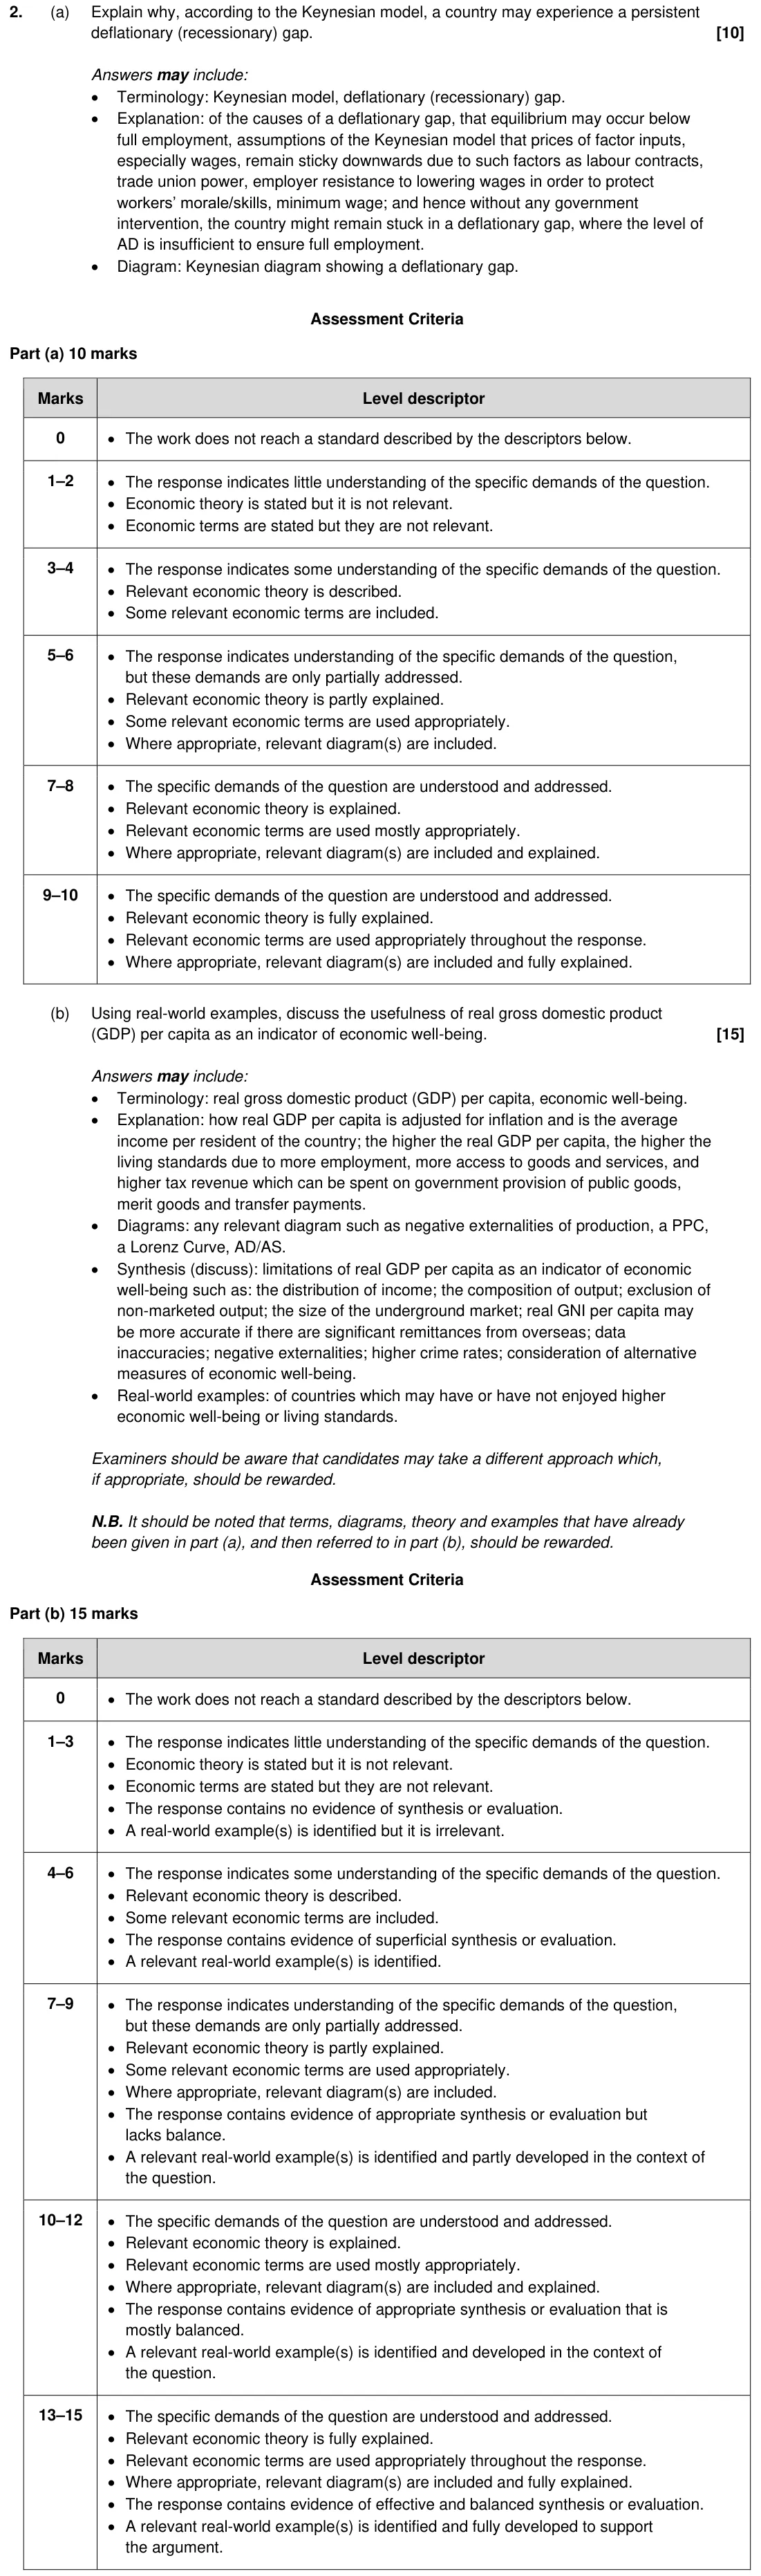 2. (a) Explain why, according to the Keynesian model, a country may experience a persistent
deflationary (recessionary) gap. [10]
Answers may include:
• Terminology: Keynesian model, deflationary (recessionary) gap.
• Explanation: of the causes of a deflationary gap, that equilibrium may occur below
full employment, assumptions of the Keynesian model that prices of factor inputs,
especially wages, remain sticky downwards due to such factors as labour contracts,
trade union power, employer resistance to lowering wages in order to protect
workers' morale/skills, minimum wage; and hence without any government
intervention, the country might remain stuck in a deflationary gap, where the level of
AD is insufficient to ensure full employment.
• Diagram: Keynesian diagram showing a deflationary gap.
Assessment Criteria
Part (a) 10 marks
Marks Level descriptor
0 • The work does not reach a standard described by the descriptors below.
1–2 • The response indicates little understanding of the specific demands of the question.
• Economic theory is stated but it is not relevant.
• Economic terms are stated but they are not relevant.
3–4 • The response indicates some understanding of the specific demands of the question.
• Relevant economic theory is described.
• Some relevant economic terms are included.
5–6 • The response indicates understanding of the specific demands of the question,
but these demands are only partially addressed.
• Relevant economic theory is partly explained.
• Some relevant economic terms are used appropriately.
• Where appropriate, relevant diagram(s) are included.
7–8 • The specific demands of the question are understood and addressed.
• Relevant economic theory is explained.
• Relevant economic terms are used mostly appropriately.
• Where appropriate, relevant diagram(s) are included and explained.
9–10 • The specific demands of the question are understood and addressed.
• Relevant economic theory is fully explained.
• Relevant economic terms are used appropriately throughout the response.
• Where appropriate, relevant diagram(s) are included and fully explained.
(b) Using real-world examples, discuss the usefulness of real gross domestic product
(GDP) per capita as an indicator of economic well-being. [15]
Answers may include:
• Terminology: real gross domestic product (GDP) per capita, economic well-being.
• Explanation: how real GDP per capita is adjusted for inflation and is the average
income per resident of the country; the higher the real GDP per capita, the higher the
living standards due to more employment, more access to goods and services, and
higher tax revenue which can be spent on government provision of public goods,
merit goods and transfer payments.
• Diagrams: any relevant diagram such as negative externalities of production, a PPC,
a Lorenz Curve, AD/AS.
• Synthesis (discuss): limitations of real GDP per capita as an indicator of economic
well-being such as: the distribution of income; the composition of output; exclusion of
non-marketed output; the size of the underground market; real GNI per capita may
be more accurate if there are significant remittances from overseas; data
inaccuracies; negative externalities; higher crime rates; consideration of alternative
measures of economic well-being.
• Real-world examples: of countries which may have or have not enjoyed higher
economic well-being or living standards.
Examiners should be aware that candidates may take a different approach which,
if appropriate, should be rewarded.
N.B. It should be noted that terms, diagrams, theory and examples that have already
been given in part (a), and then referred to in part (b), should be rewarded.
Assessment Criteria
Part (b) 15 marks
Marks Level descriptor
0 • The work does not reach a standard described by the descriptors below.
1–3 • The response indicates little understanding of the specific demands of the question.
• Economic theory is stated but it is not relevant.
• Economic terms are stated but they are not relevant.
• The response contains no evidence of synthesis or evaluation.
• A real-world example(s) is identified but it is irrelevant.
4–6 • The response indicates some understanding of the specific demands of the question.
• Relevant economic theory is described.
• Some relevant economic terms are included.
• The response contains evidence of superficial synthesis or evaluation.
• A relevant real-world example(s) is identified.
7–9 • The response indicates understanding of the specific demands of the question,
but these demands are only partially addressed.
• Relevant economic theory is partly explained.
• Some relevant economic terms are used appropriately.
• Where appropriate, relevant diagram(s) are included.
• The response contains evidence of appropriate synthesis or evaluation but
lacks balance.
• A relevant real-world example(s) is identified and partly developed in the context of
the question.
10–12 • The specific demands of the question are understood and addressed.
• Relevant economic theory is explained.
• Relevant economic terms are used mostly appropriately.
• Where appropriate, relevant diagram(s) are included and explained.
• The response contains evidence of appropriate synthesis or evaluation that is
mostly balanced.
• A relevant real-world example(s) is identified and developed in the context of
the question.
13–15 • The specific demands of the question are understood and addressed.
• Relevant economic theory is fully explained.
• Relevant economic terms are used appropriately throughout the response.
• Where appropriate, relevant diagram(s) are included and fully explained.
• The response contains evidence of effective and balanced synthesis or evaluation.
• A relevant real-world example(s) is identified and fully developed to support
the argument.